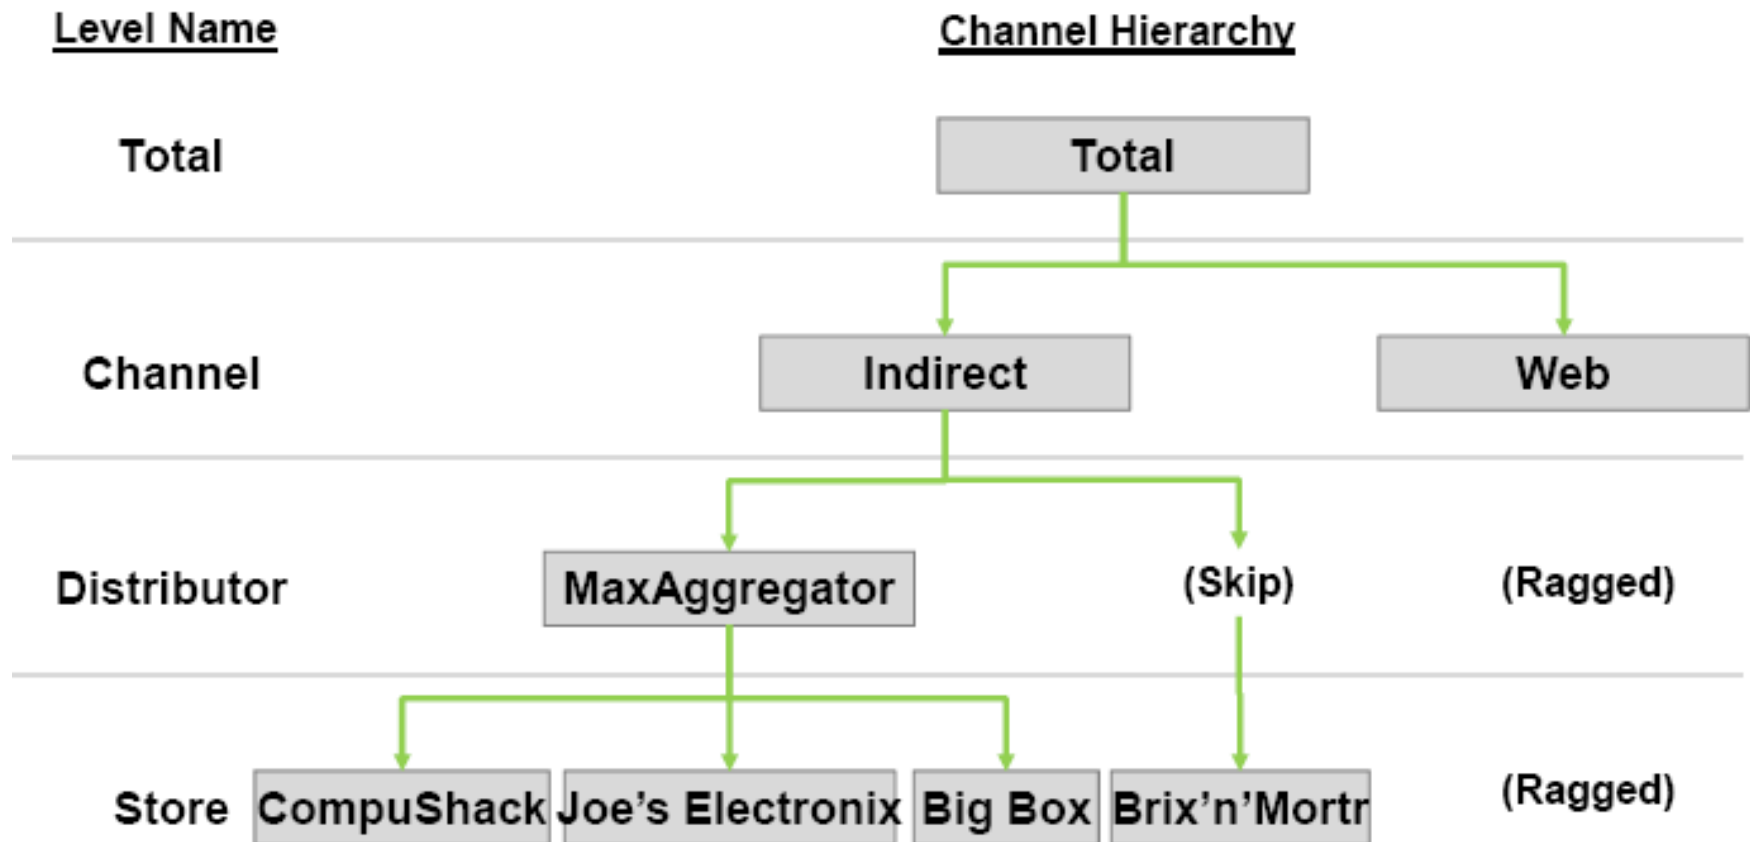 Level Name Channel Hierarchy
Total Total
Channel Indirect Web
Distributor MaxAggregator (Skip) (Ragged)
Store CompuShack Joe's Electronix Big Box Brix'n'Mortr (Ragged)